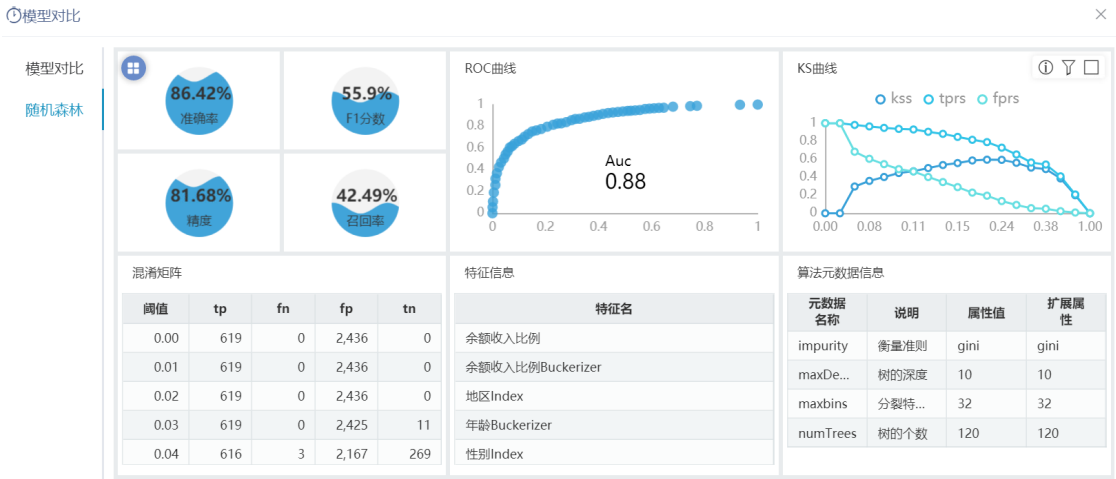 模型对比
模型对比
随机森林
86.42%
准确率
55.9%
F1分数
81.68%
精度
42.49%
召回率
ROC曲线
1
0.8
0.6
0.4
0.2
0
Auc
0.88
0 0.2 0.4 0.6 0.8 1
KS曲线
kss tprs fprs
1
0.8
0.6
0.4
0.2
0
0.00 0.08 0.11 0.15 0.24 0.38 1.00
混淆矩阵
阈值 tp fn fp tn
0.00 619 0 2,436 0
0.01 619 0 2,436 0
0.02 619 0 2,436 0
0.03 619 0 2,425 11
0.04 616 3 2,167 269
特征信息
特征名
余额收入比例
余额收入比例Buckerizer
地区Index
年龄Buckerizer
性别Index
算法元数据信息
元数据名称 说明 属性值 扩展属性
impurity 衡量准则 gini gini
maxDe... 树的深度 10 10
maxbins 分裂特... 32 32
numTrees 树的个数 120 120